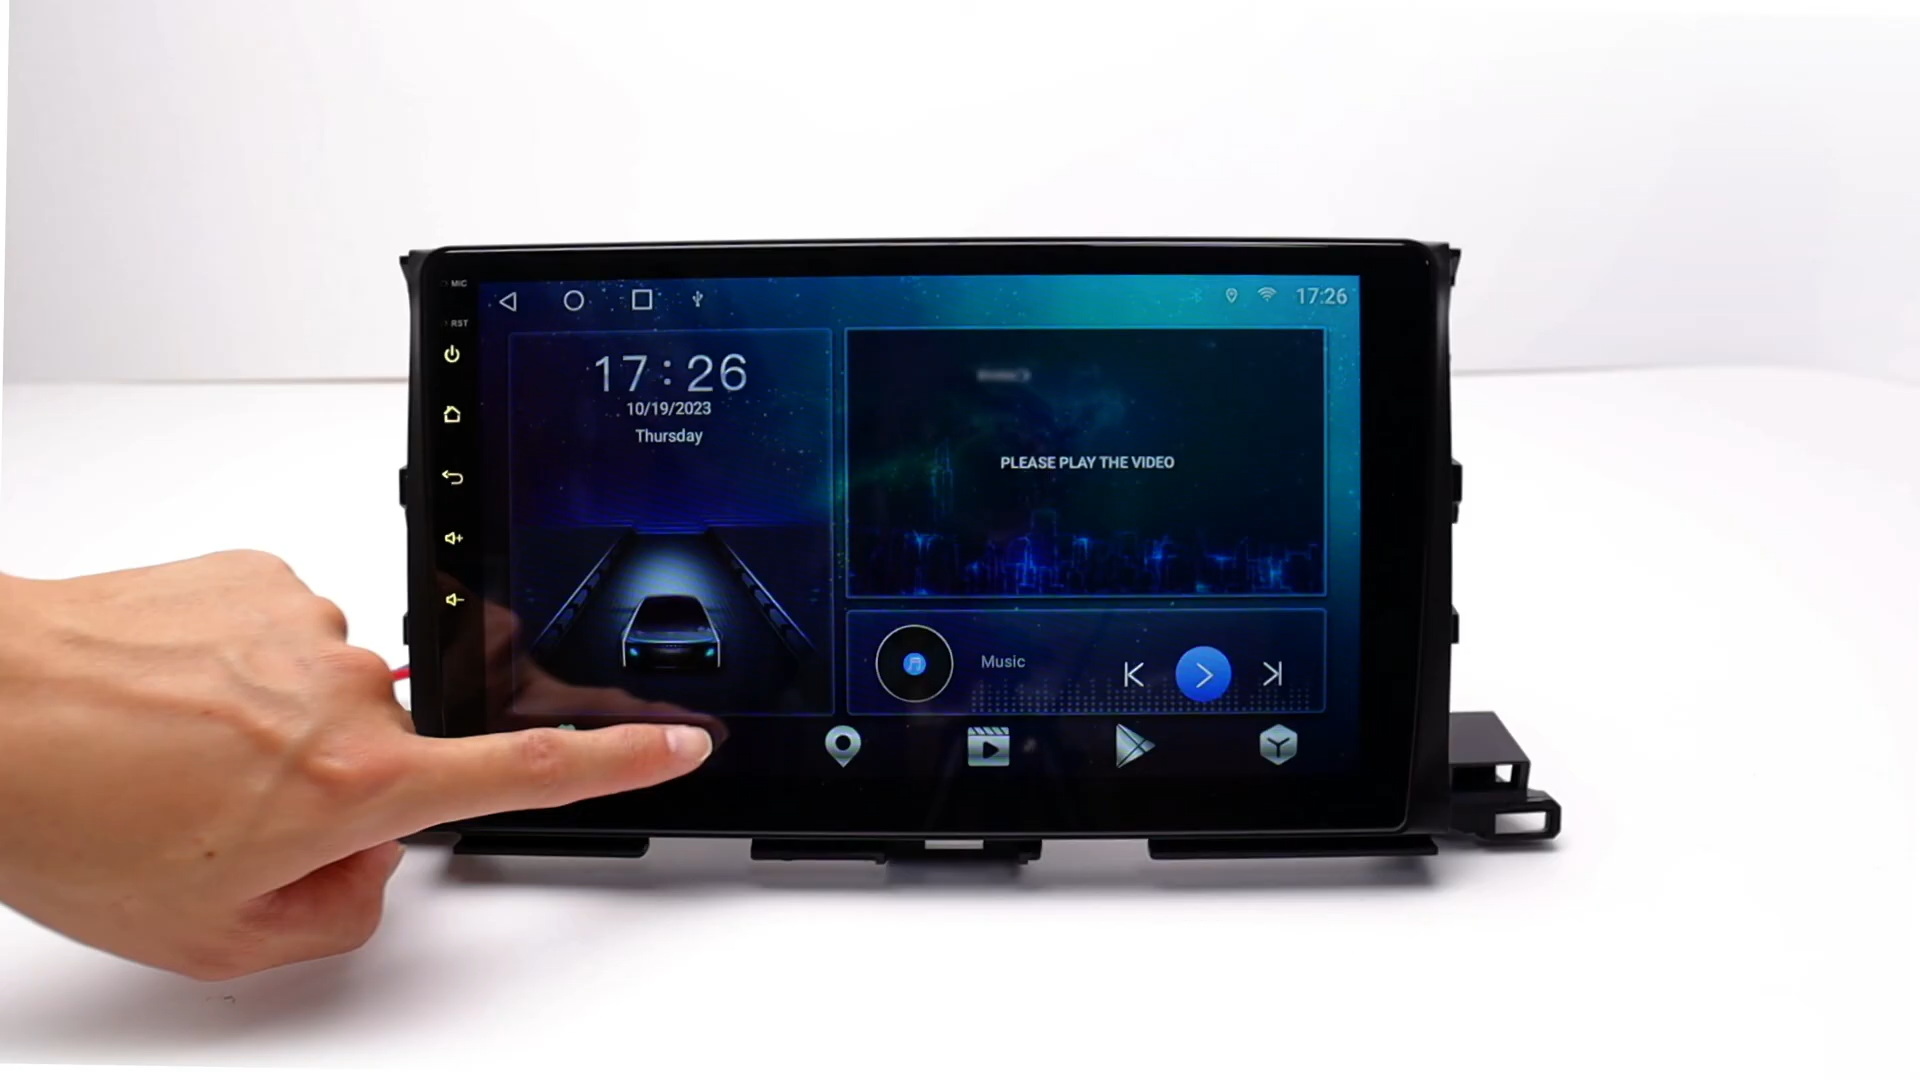 MIC
17:26
RST
17:26
10/19/2023
Thursday
PLEASE PLAY THE VIDEO
Music